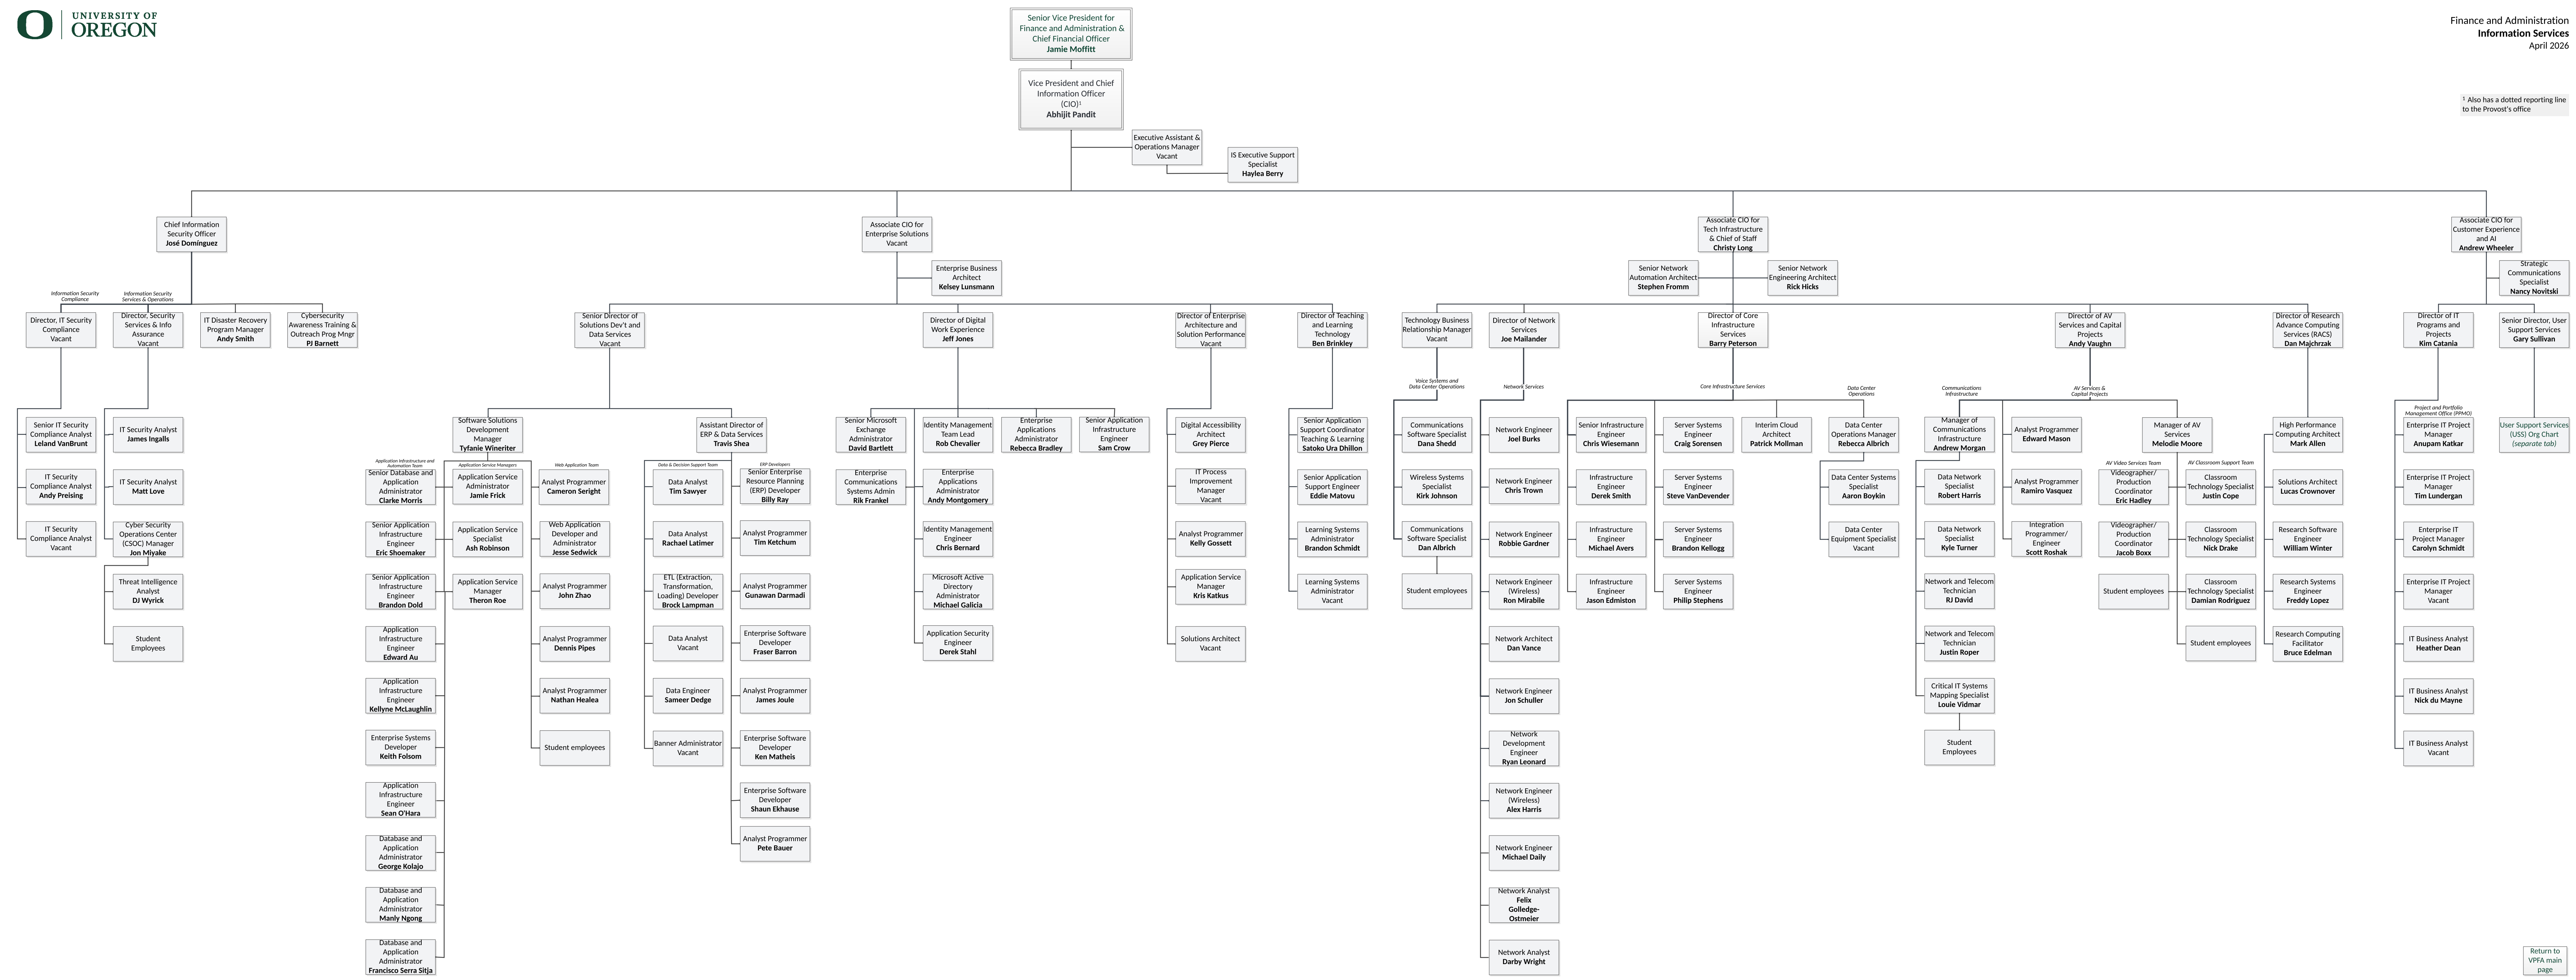 UNIVERSITY OF
OREGON
Senior Vice President for
Finance and Administration &
Chief Financial Officer
Jamie Moffitt
Finance and Administration
Information Services
April 2026
Vice President and Chief
Information Officer
(CIO)¹
Abhijit Pandit
¹ Also has a dotted reporting line
to the Provost's office
Executive Assistant &
Operations Manager
Vacant
IS Executive Support
Specialist
Haylea Berry
Chief Information
Security Officer
José Domínguez
Associate CIO for
Enterprise Solutions
Vacant
Associate CIO for
Tech Infrastructure
& Chief of Staff
Christy Long
Associate CIO for
Customer Experience
and AI
Andrew Wheeler
Enterprise Business
Architect
Kelsey Lunsmann
Senior Network
Automation Architect
Stephen Fromm
Senior Network
Engineering Architect
Rick Hicks
Strategic
Communications
Specialist
Nancy Novitski
Information Security
Compliance
Information Security
Services & Operations
Director, IT Security
Compliance
Vacant
Director, Security
Services & Info
Assurance
Vacant
IT Disaster Recovery
Program Manager
Andy Smith
Cybersecurity
Awareness Training &
Outreach Prog Mngr
PJ Barnett
Senior Director of
Solutions Dev't and
Data Services
Vacant
Director of Digital
Work Experience
Jeff Jones
Director of Enterprise
Architecture and
Solution Performance
Vacant
Director of Teaching
and Learning
Technology
Ben Brinkley
Technology Business
Relationship Manager
Vacant
Director of Network
Services
Joe Mailander
Director of Core
Infrastructure
Services
Barry Peterson
Director of AV
Services and Capital
Projects
Andy Vaughn
Director of Research
Advance Computing
Services (RACS)
Dan Majchrzak
Director of IT
Programs and
Projects
Kim Catania
Senior Director, User
Support Services
Gary Sullivan
Voice Systems and
Data Center Operations
Network Services
Core Infrastructure Services
Data Center
Operations
Communications
Infrastructure
AV Services &
Capital Projects
Project and Portfolio
Management Office (PPMO)
Senior IT Security
Compliance Analyst
Leland VanBrunt
IT Security Analyst
James Ingalls
Software Solutions
Development
Manager
Tyfanie Wineriter
Assistant Director of
ERP & Data Services
Travis Shea
Senior Microsoft
Exchange
Administrator
David Bartlett
Identity Management
Team Lead
Rob Chevalier
Enterprise
Applications
Administrator
Rebecca Bradley
Senior Application
Infrastructure
Engineer
Sam Crow
Digital Accessibility
Architect
Grey Pierce
Senior Application
Support Coordinator
Teaching & Learning
Satoko Ura Dhillon
Communications
Software Specialist
Dana Shedd
Network Engineer
Joel Burks
Senior Infrastructure
Engineer
Chris Wiesemann
Server Systems
Engineer
Craig Sorensen
Interim Cloud
Architect
Patrick Mollman
Data Center
Operations Manager
Rebecca Albrich
Manager of
Communications
Infrastructure
Andrew Morgan
Analyst Programmer
Edward Mason
Manager of AV
Services
Melodie Moore
High Performance
Computing Architect
Mark Allen
Enterprise IT Project
Manager
Anupam Katkar
User Support Services
(USS) Org Chart
(separate tab)
Application Infrastructure and
Automation Team
Application Service Managers
Web Application Team
Data & Decision Support Team
ERP Developers
AV Video Services Team
AV Classroom Support Team
IT Security
Compliance Analyst
Andy Preising
IT Security Analyst
Matt Love
Senior Database and
Application
Administrator
Clarke Morris
Application Service
Administrator
Jamie Frick
Analyst Programmer
Cameron Seright
Data Analyst
Tim Sawyer
Senior Enterprise
Resource Planning
(ERP) Developer
Billy Ray
Enterprise
Communications
Systems Admin
Rik Frankel
Enterprise
Applications
Administrator
Andy Montgomery
IT Process
Improvement
Manager
Vacant
Senior Application
Support Engineer
Eddie Matovu
Wireless Systems
Specialist
Kirk Johnson
Network Engineer
Chris Trown
Infrastructure
Engineer
Derek Smith
Server Systems
Engineer
Steve VanDevender
Data Center Systems
Specialist
Aaron Boykin
Data Network
Specialist
Robert Harris
Analyst Programmer
Ramiro Vasquez
Videographer/
Production
Coordinator
Eric Hadley
Classroom
Technology Specialist
Justin Cope
Solutions Architect
Lucas Crownover
Enterprise IT Project
Manager
Tim Lundergan
IT Security
Compliance Analyst
Vacant
Cyber Security
Operations Center
(CSOC) Manager
Jon Miyake
Senior Application
Infrastructure
Engineer
Eric Shoemaker
Application Service
Specialist
Ash Robinson
Web Application
Developer and
Administrator
Jesse Sedwick
Data Analyst
Rachael Latimer
Analyst Programmer
Tim Ketchum
Identity Management
Engineer
Chris Bernard
Analyst Programmer
Kelly Gossett
Learning Systems
Administrator
Brandon Schmidt
Communications
Software Specialist
Dan Albrich
Network Engineer
Robbie Gardner
Infrastructure
Engineer
Michael Avers
Server Systems
Engineer
Brandon Kellogg
Data Center
Equipment Specialist
Vacant
Data Network
Specialist
Kyle Turner
Integration
Programmer/
Engineer
Scott Roshak
Videographer/
Production
Coordinator
Jacob Boxx
Classroom
Technology Specialist
Nick Drake
Research Software
Engineer
William Winter
Enterprise IT
Project Manager
Carolyn Schmidt
Threat Intelligence
Analyst
DJ Wyrick
Senior Application
Infrastructure
Engineer
Brandon Dold
Application Service
Manager
Theron Roe
Analyst Programmer
John Zhao
ETL (Extraction,
Transformation,
Loading) Developer
Brock Lampman
Analyst Programmer
Gunawan Darmadi
Microsoft Active
Directory
Administrator
Michael Galicia
Application Service
Manager
Kris Katkus
Learning Systems
Administrator
Vacant
Student employees
Network Engineer
(Wireless)
Ron Mirabile
Infrastructure
Engineer
Jason Edmiston
Server Systems
Engineer
Philip Stephens
Network and Telecom
Technician
RJ David
Student employees
Classroom
Technology Specialist
Damian Rodriguez
Research Systems
Engineer
Freddy Lopez
Enterprise IT Project
Manager
Vacant
Student
Employees
Application
Infrastructure
Engineer
Edward Au
Analyst Programmer
Dennis Pipes
Data Analyst
Vacant
Enterprise Software
Developer
Fraser Barron
Application Security
Engineer
Derek Stahl
Solutions Architect
Vacant
Network Architect
Dan Vance
Network and Telecom
Technician
Justin Roper
Student employees
Research Computing
Facilitator
Bruce Edelman
IT Business Analyst
Heather Dean
Application
Infrastructure
Engineer
Kellyne McLaughlin
Analyst Programmer
Nathan Healea
Data Engineer
Sameer Dedge
Analyst Programmer
James Joule
Network Engineer
Jon Schuller
Critical IT Systems
Mapping Specialist
Louie Vidmar
IT Business Analyst
Nick du Mayne
Enterprise Systems
Developer
Keith Folsom
Student employees
Banner Administrator
Vacant
Enterprise Software
Developer
Ken Matheis
Network
Development
Engineer
Ryan Leonard
Student
Employees
IT Business Analyst
Vacant
Application
Infrastructure
Engineer
Sean O'Hara
Enterprise Software
Developer
Shaun Ekhause
Network Engineer
(Wireless)
Alex Harris
Database and
Application
Administrator
George Kolajo
Analyst Programmer
Pete Bauer
Network Engineer
Michael Daily
Database and
Application
Administrator
Manly Ngong
Network Analyst
Felix
Golledge-
Ostmeier
Database and
Application
Administrator
Francisco Serra Sitja
Network Analyst
Darby Wright
Return to
VPFA main
page